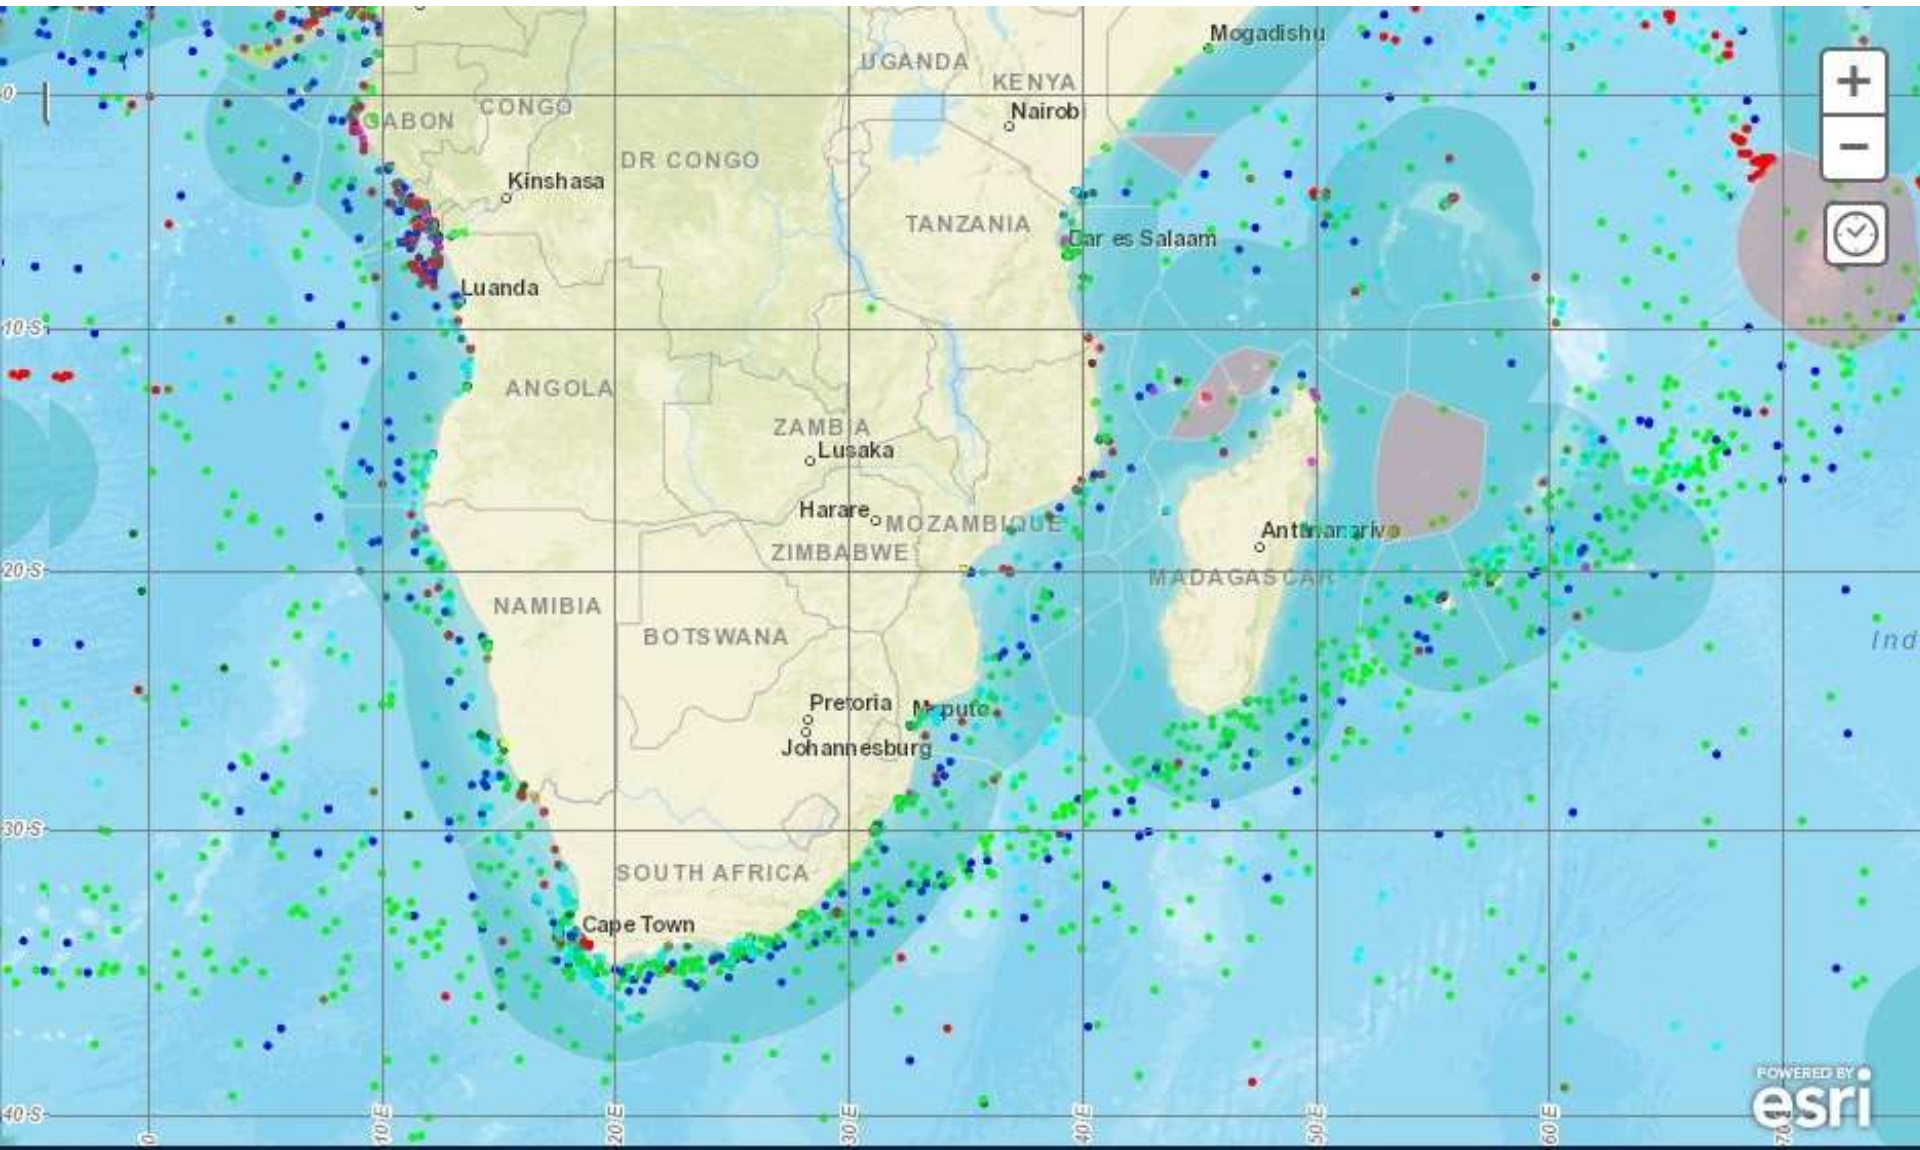 Mogadishu
UGANDA
KENYA
+
Nairobi
0
CONGO
GABON
−
DR CONGO
Kinshasa
TANZANIA
Dar es Salaam
Luanda
10°S
ANGOLA
ZAMBIA
Lusaka
Harare
MOZAMBIQUE
Antananarivo
ZIMBABWE
20°S
MADAGASCAR
NAMIBIA
BOTSWANA
Ind
Pretoria
Maputo
Johannesburg
30°S
SOUTH AFRICA
Cape Town
POWERED BY
esri
40°S
0
10°E
20°E
30°E
40°E
50°E
60°E